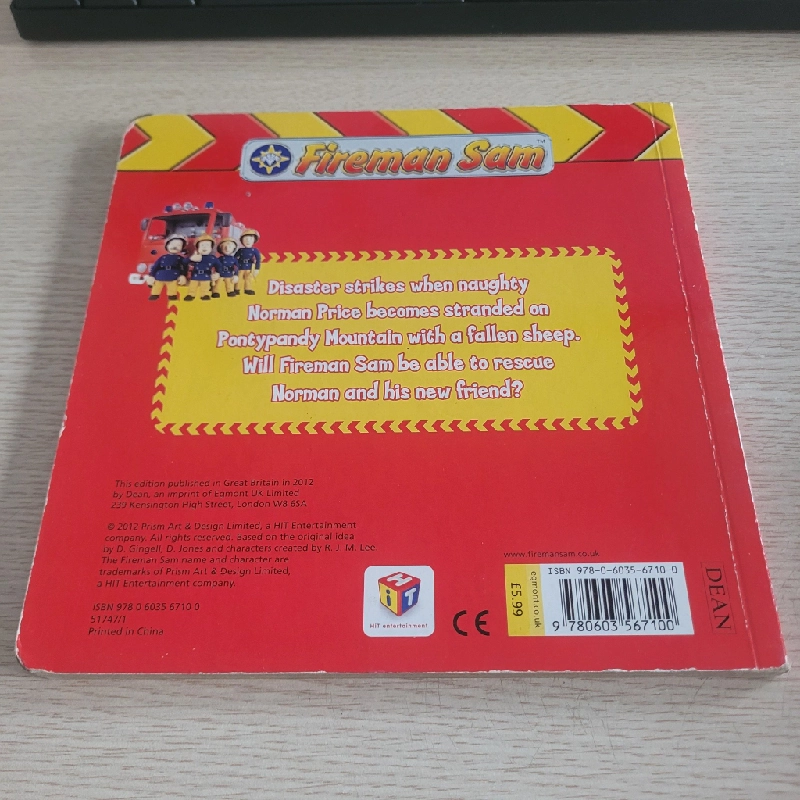 Fireman Sam™
Disaster strikes when naughty
Norman Price becomes stranded on
Pontypandy Mountain with a fallen sheep.
Will Fireman Sam be able to rescue
Norman and his new friend?
This edition published in Great Britain in 2012
by Dean, an imprint of Egmont UK Limited
239 Kensington High Street, London W8 6SA
© 2012 Prism Art & Design Limited, a HIT Entertainment
company. All rights reserved. Based on the original idea
by D. Gingell, D. Jones and characters created by R. J. M. Lee.
The Fireman Sam name and character are
trademarks of Prism Art & Design Limited,
a HIT Entertainment company.
ISBN 978 0 6035 6710 0
51747/1
Printed in China
HiT
HiT entertainment
CE
www.firemansam.co.uk
£5.99
egmont.co.uk
ISBN 978-0-6035-6710 0
9 780603 567100
DEAN